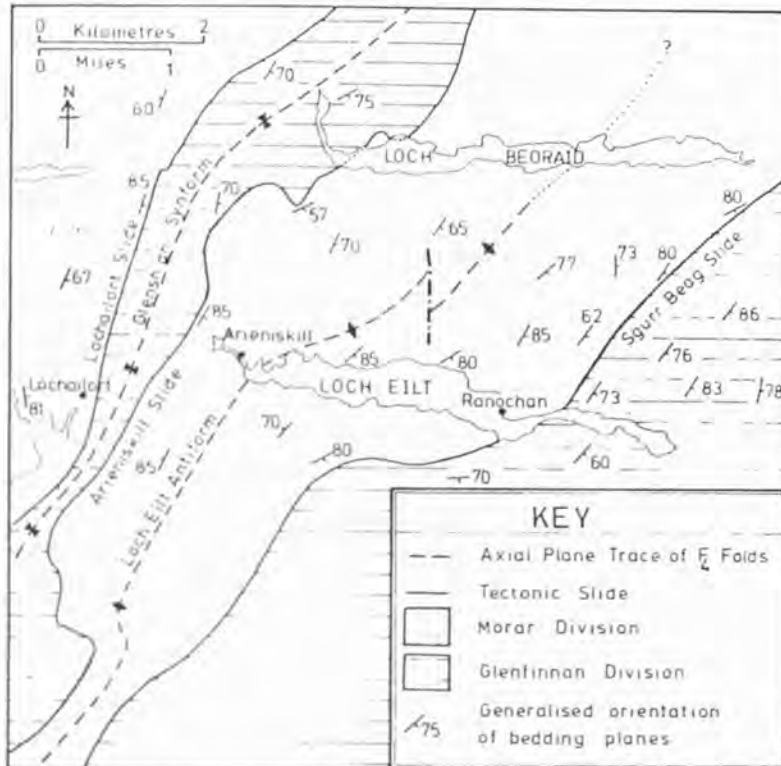 0 Kilometres 2
0 Miles 1
N
60
70
75
?
LOCH BEORAID
85
70
57
70
65
80
67
Lochailort Slide
Glenshian Synform
77
73
80
Sgurr Beag Slide
86
85
Arieniskill
85
80
85
62
76
Lochailort
81
LOCH EILT
Ranochan
73
83
78
Arieniskill Slide
70
85
80
Loch Eilt Antiform
60
70
KEY
Axial Plane Trace of F4 Folds
Tectonic Slide
Morar Division
Glenfinnan Division
75
Generalised orientation
of bedding planes